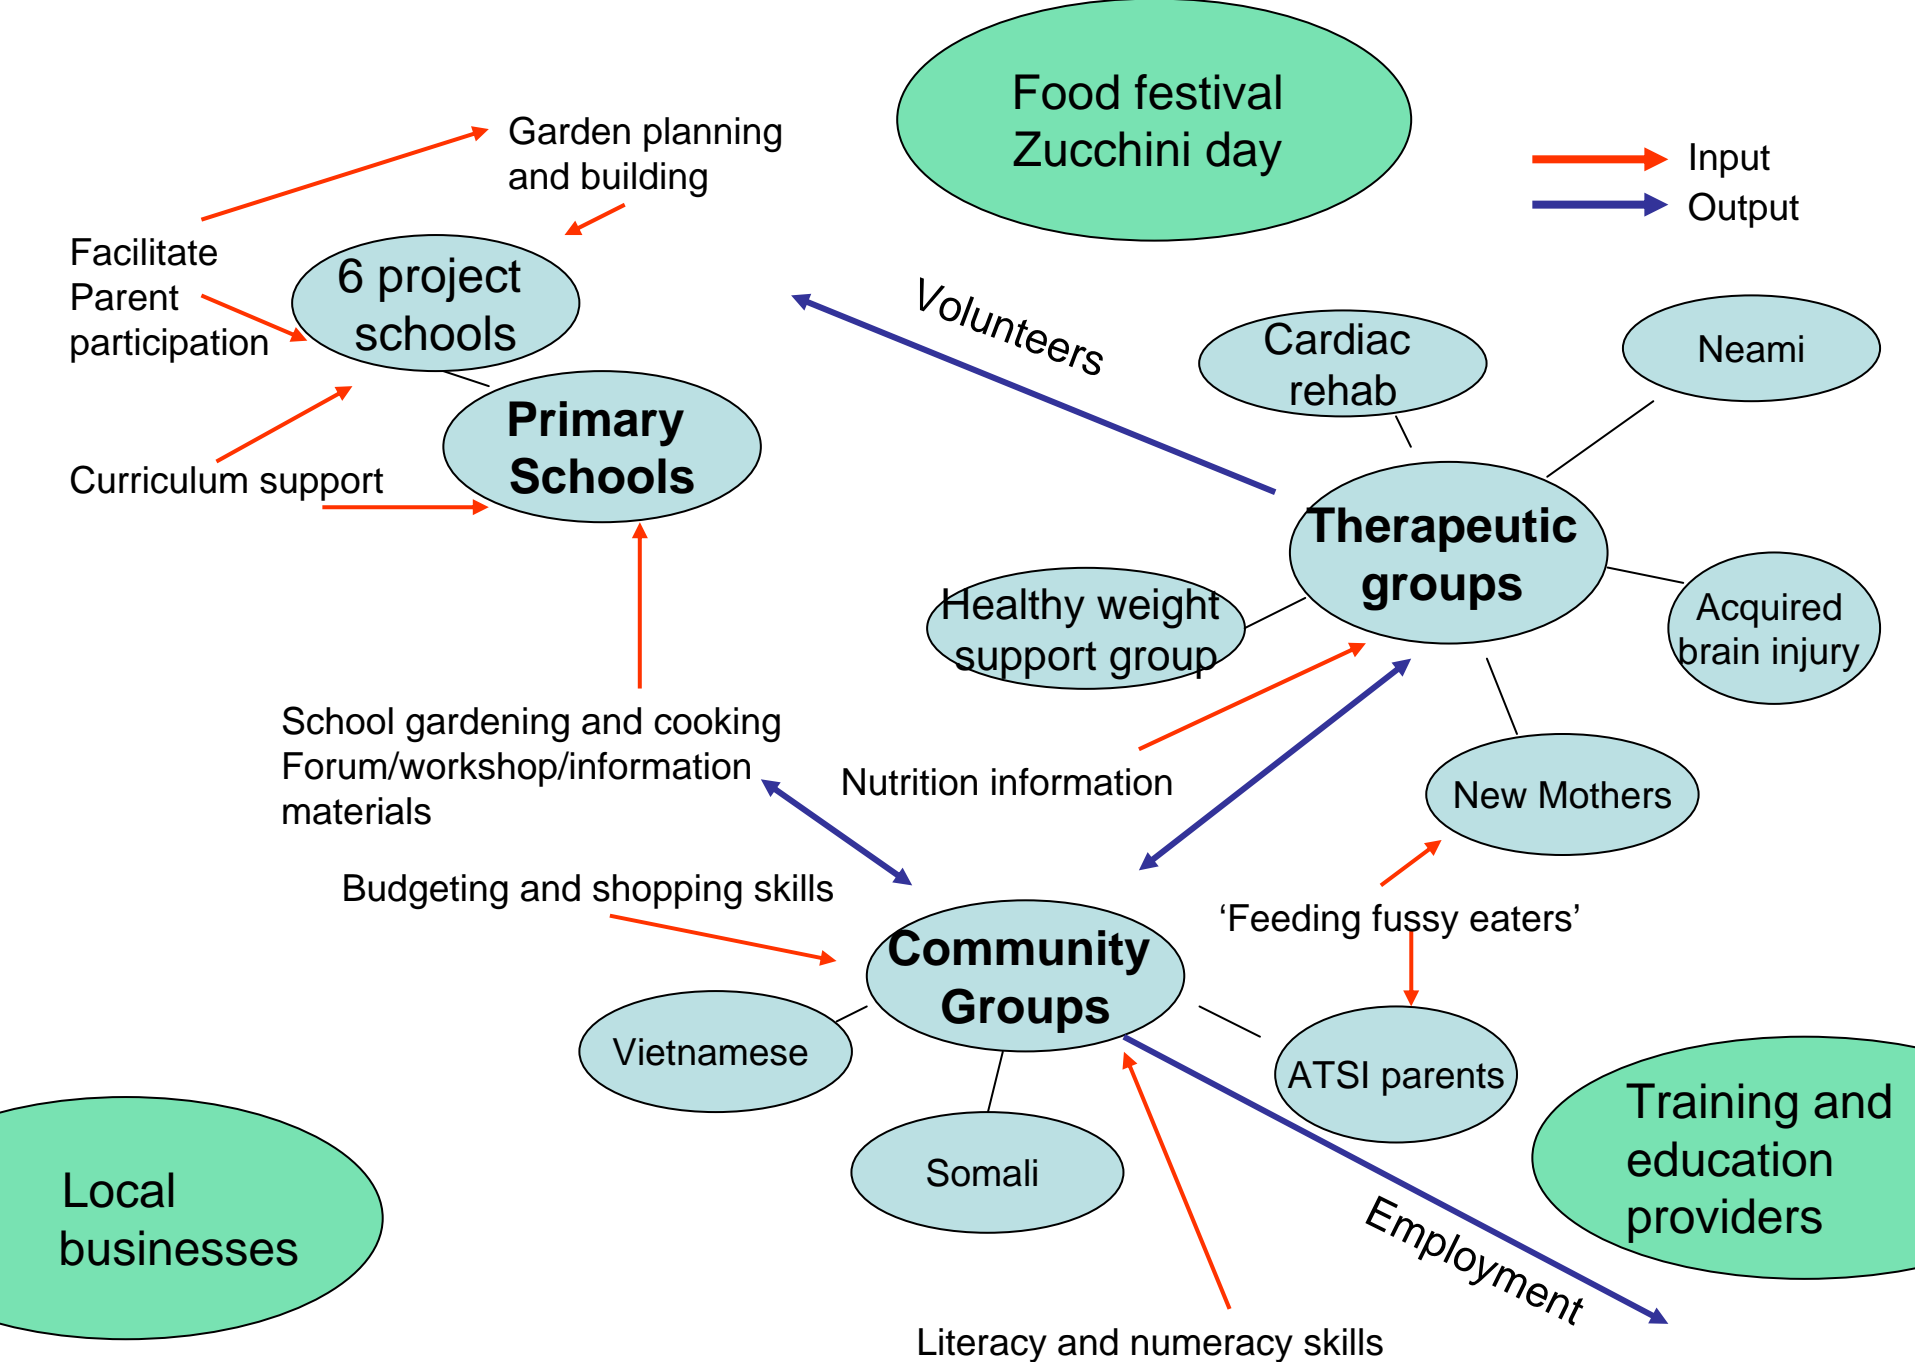 Food festival
Zucchini day
Garden planning
and building
Input
Output
Facilitate
Parent
participation
6 project
schools
Volunteers
Cardiac
rehab
Neami
Primary
Schools
Curriculum support
Therapeutic
groups
Healthy weight
support group
Acquired
brain injury
School gardening and cooking
Forum/workshop/information
materials
Nutrition information
New Mothers
Budgeting and shopping skills
‘Feeding fussy eaters’
Community
Groups
Vietnamese
ATSI parents
Somali
Training and
education
providers
Local
businesses
Employment
Literacy and numeracy skills